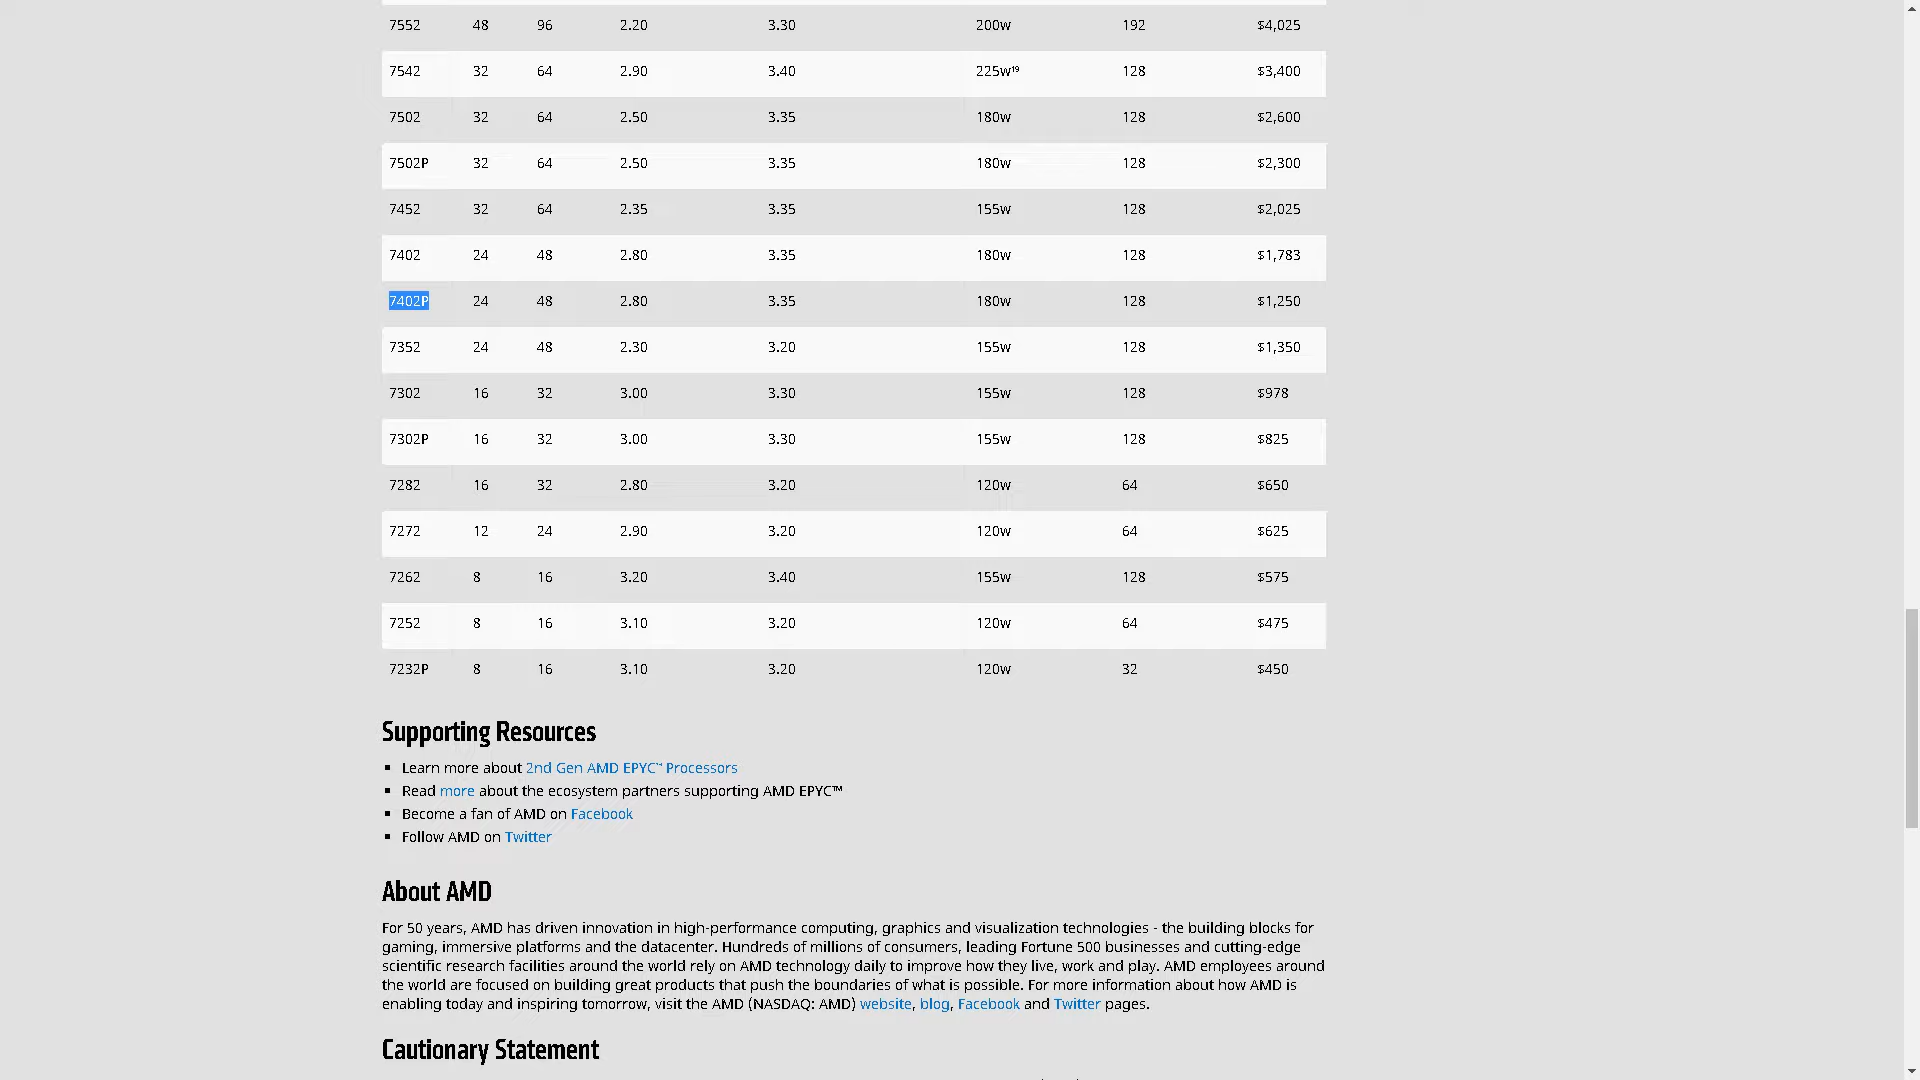 7552 48 96 2.20 3.30 200w 192 $4,025
7542 32 64 2.90 3.40 225w¹⁹ 128 $3,400
7502 32 64 2.50 3.35 180w 128 $2,600
7502P 32 64 2.50 3.35 180w 128 $2,300
7452 32 64 2.35 3.35 155w 128 $2,025
7402 24 48 2.80 3.35 180w 128 $1,783
7402P 24 48 2.80 3.35 180w 128 $1,250
7352 24 48 2.30 3.20 155w 128 $1,350
7302 16 32 3.00 3.30 155w 128 $978
7302P 16 32 3.00 3.30 155w 128 $825
7282 16 32 2.80 3.20 120w 64 $650
7272 12 24 2.90 3.20 120w 64 $625
7262 8 16 3.20 3.40 155w 128 $575
7252 8 16 3.10 3.20 120w 64 $475
7232P 8 16 3.10 3.20 120w 32 $450
Supporting Resources
▪ Learn more about 2nd Gen AMD EPYC™ Processors
▪ Read more about the ecosystem partners supporting AMD EPYC™
▪ Become a fan of AMD on Facebook
▪ Follow AMD on Twitter
About AMD
For 50 years, AMD has driven innovation in high-performance computing, graphics and visualization technologies - the building blocks for
gaming, immersive platforms and the datacenter. Hundreds of millions of consumers, leading Fortune 500 businesses and cutting-edge
scientific research facilities around the world rely on AMD technology daily to improve how they live, work and play. AMD employees around
the world are focused on building great products that push the boundaries of what is possible. For more information about how AMD is
enabling today and inspiring tomorrow, visit the AMD (NASDAQ: AMD) website, blog, Facebook and Twitter pages.
Cautionary Statement